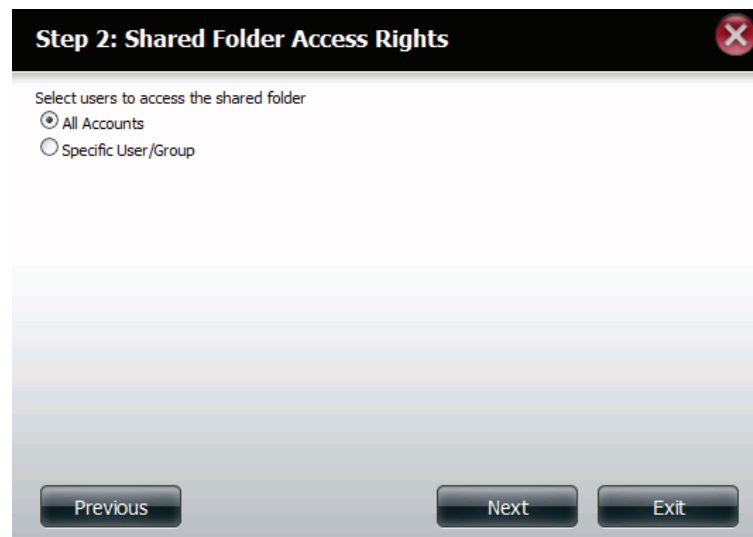 Step 2: Shared Folder Access Rights
Select users to access the shared folder
All Accounts
Specific User/Group
Previous
Next
Exit